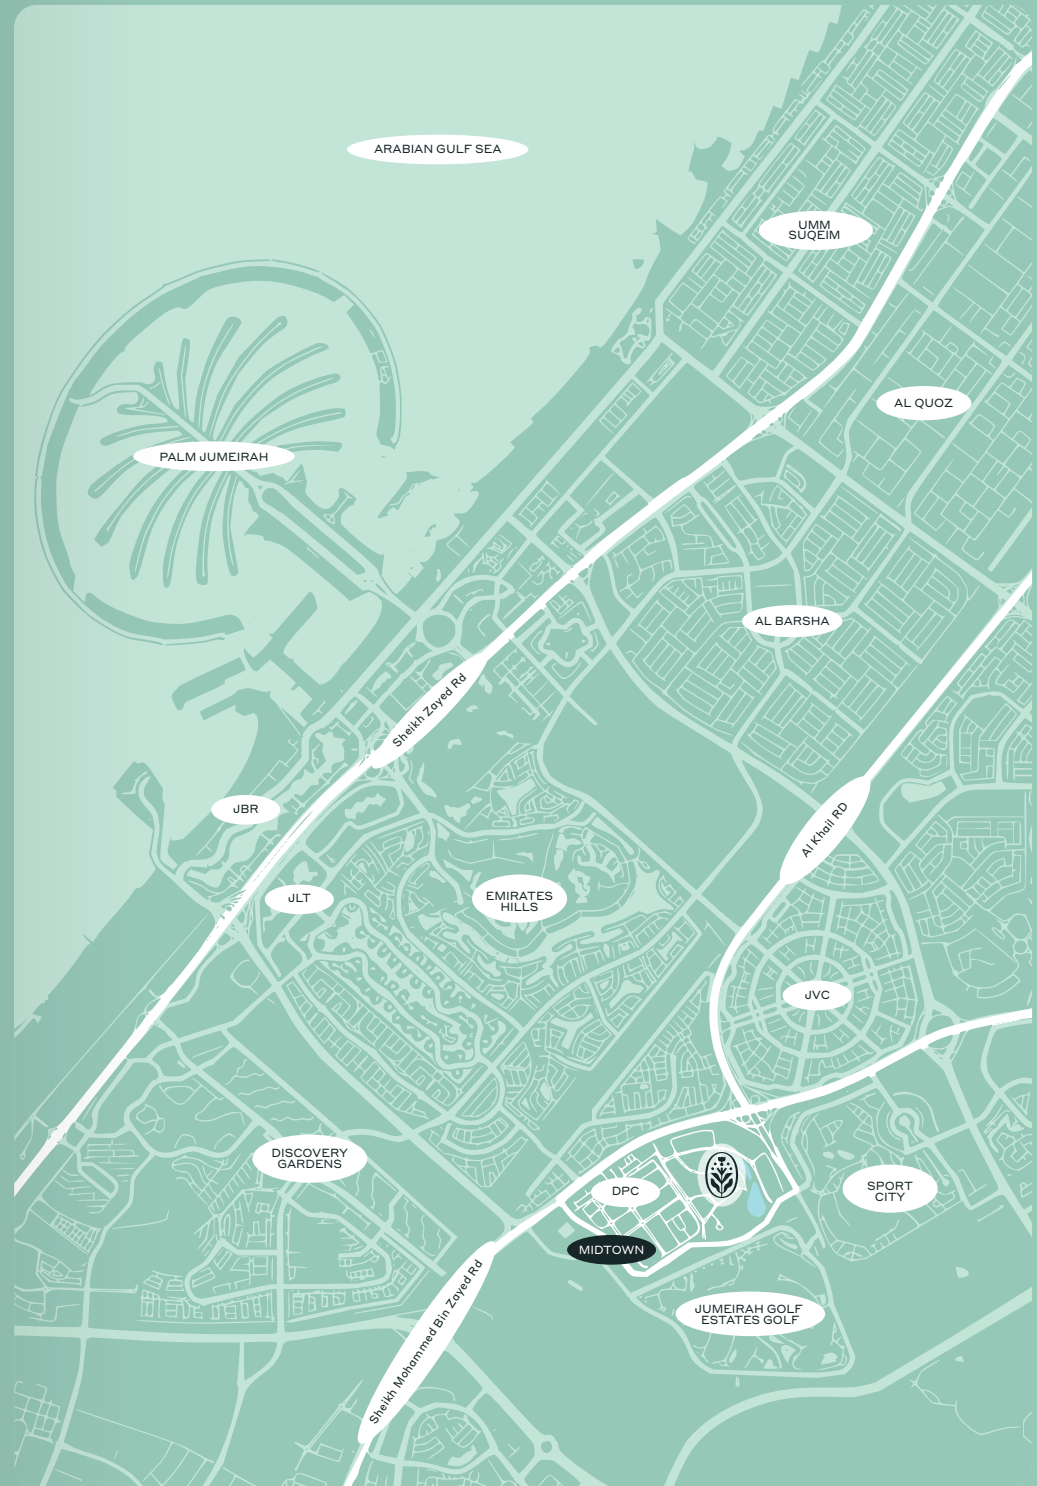 ARABIAN GULF SEA
UMM
SUQEIM
AL QUOZ
PALM JUMEIRAH
AL BARSHA
Sheikh Zayed Rd
JBR
Al Khail RD
JLT
EMIRATES
HILLS
JVC
DISCOVERY
GARDENS
DPC
SPORT
CITY
MIDTOWN
JUMEIRAH GOLF
ESTATES GOLF
Sheikh Mohammed Bin Zayed Rd